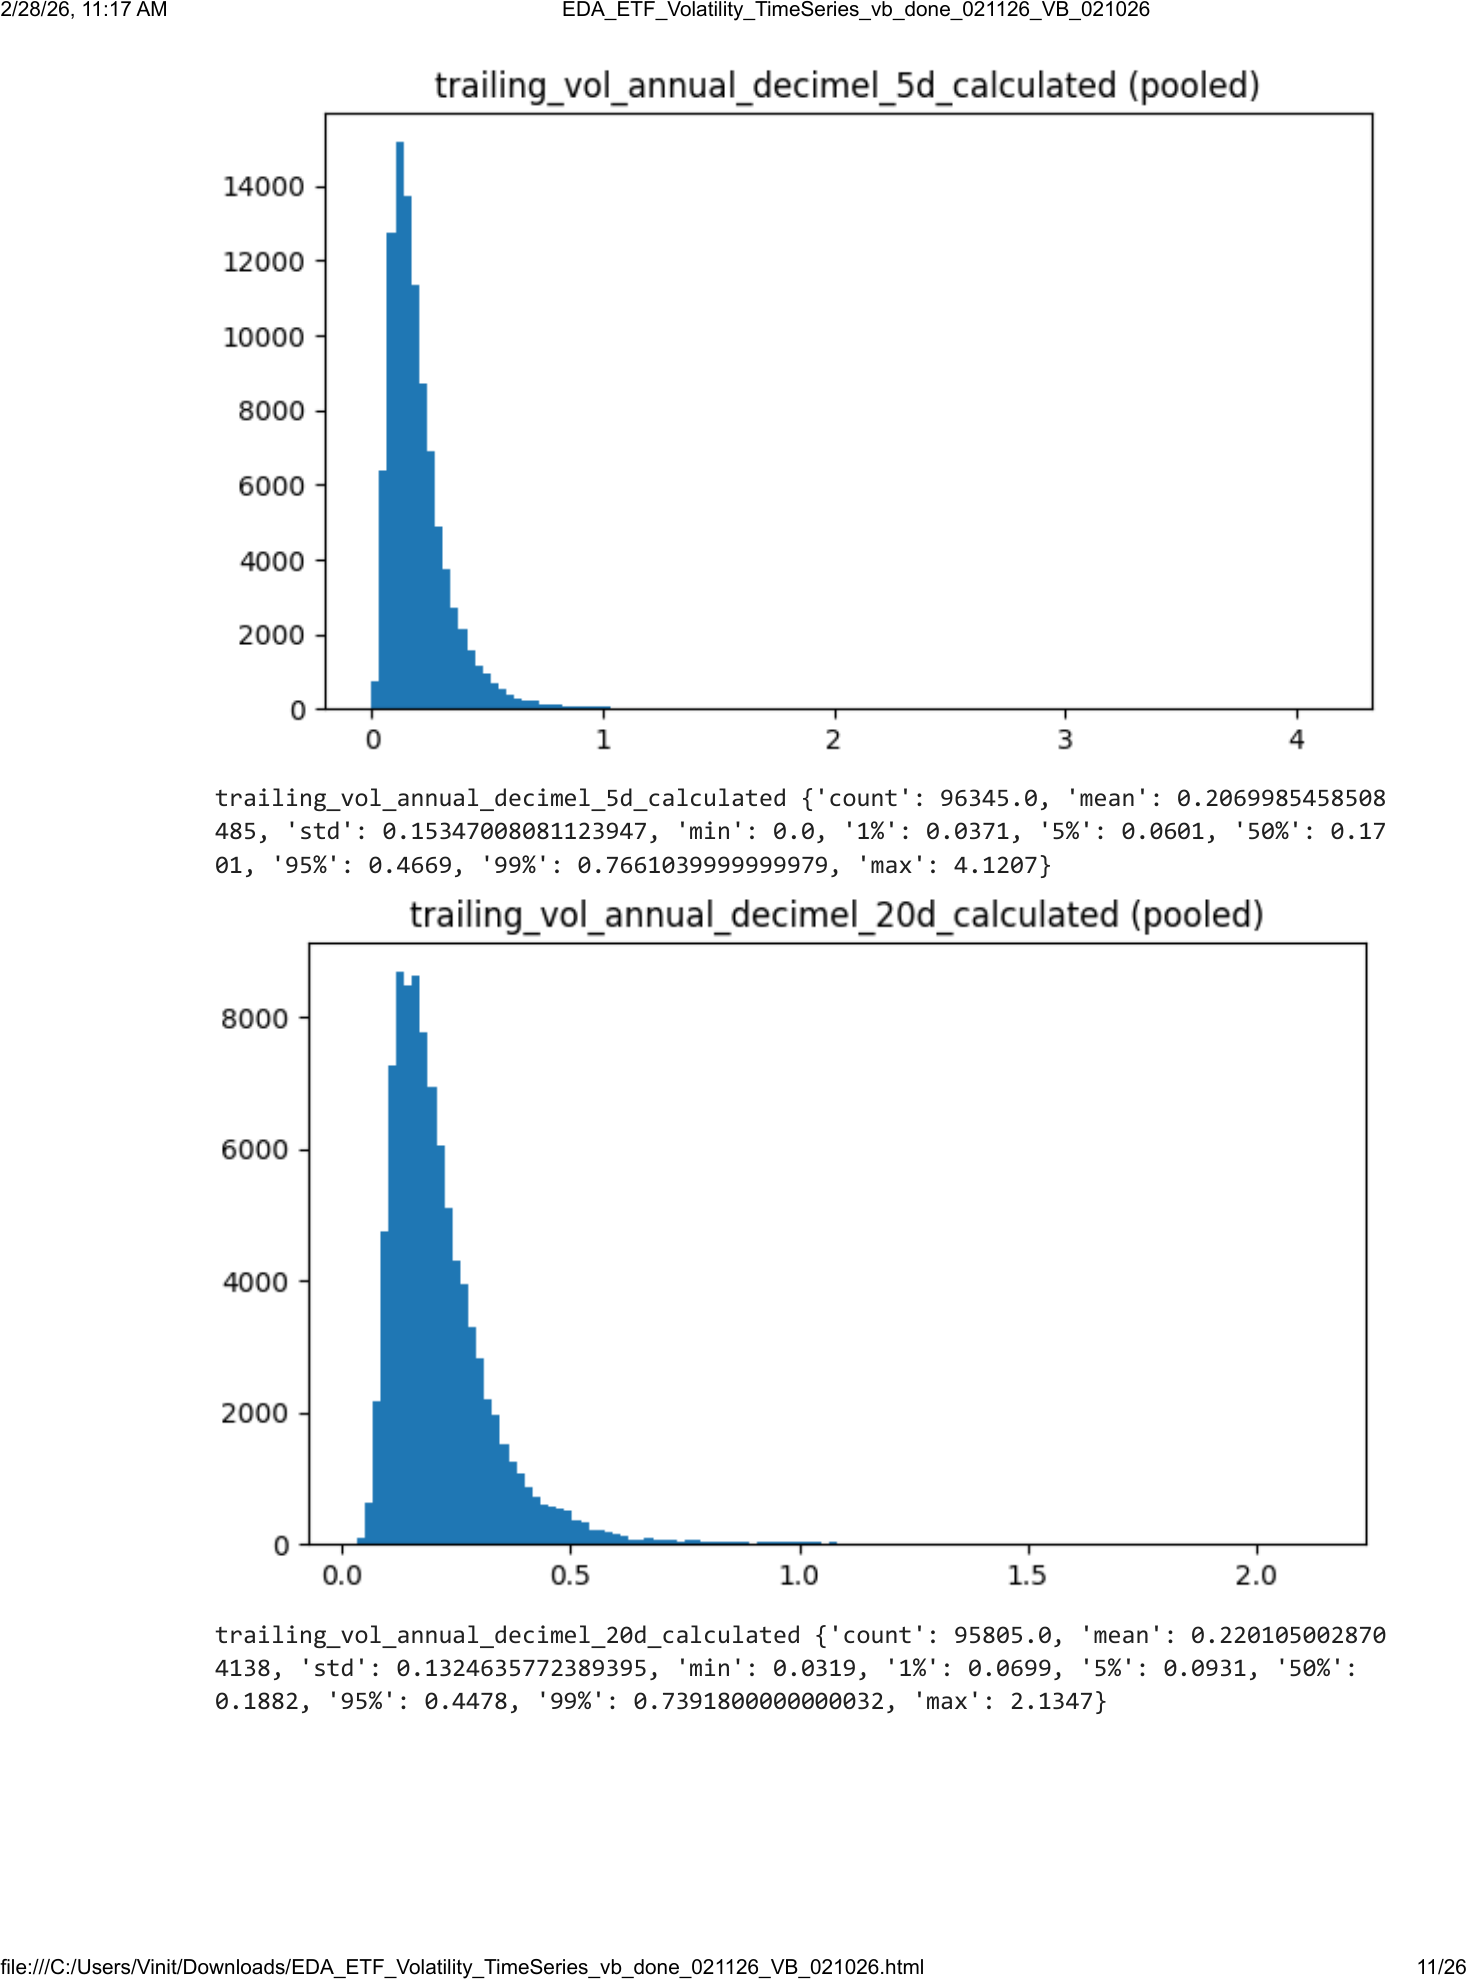 2/28/26, 11:17 AM EDA_ETF_Volatility_TimeSeries_vb_done_021126_VB_021026
trailing_vol_annual_decimel_5d_calculated (pooled)
14000
12000
10000
8000
6000
4000
2000
0
0 1 2 3 4
trailing_vol_annual_decimel_5d_calculated {'count': 96345.0, 'mean': 0.2069985458508
485, 'std': 0.15347008081123947, 'min': 0.0, '1%': 0.0371, '5%': 0.0601, '50%': 0.17
01, '95%': 0.4669, '99%': 0.7661039999999979, 'max': 4.1207}
trailing_vol_annual_decimel_20d_calculated (pooled)
8000
6000
4000
2000
0
0.0 0.5 1.0 1.5 2.0
trailing_vol_annual_decimel_20d_calculated {'count': 95805.0, 'mean': 0.220105002870
4138, 'std': 0.1324635772389395, 'min': 0.0319, '1%': 0.0699, '5%': 0.0931, '50%':
0.1882, '95%': 0.4478, '99%': 0.7391800000000032, 'max': 2.1347}
file:///C:/Users/Vinit/Downloads/EDA_ETF_Volatility_TimeSeries_vb_done_021126_VB_021026.html 11/26